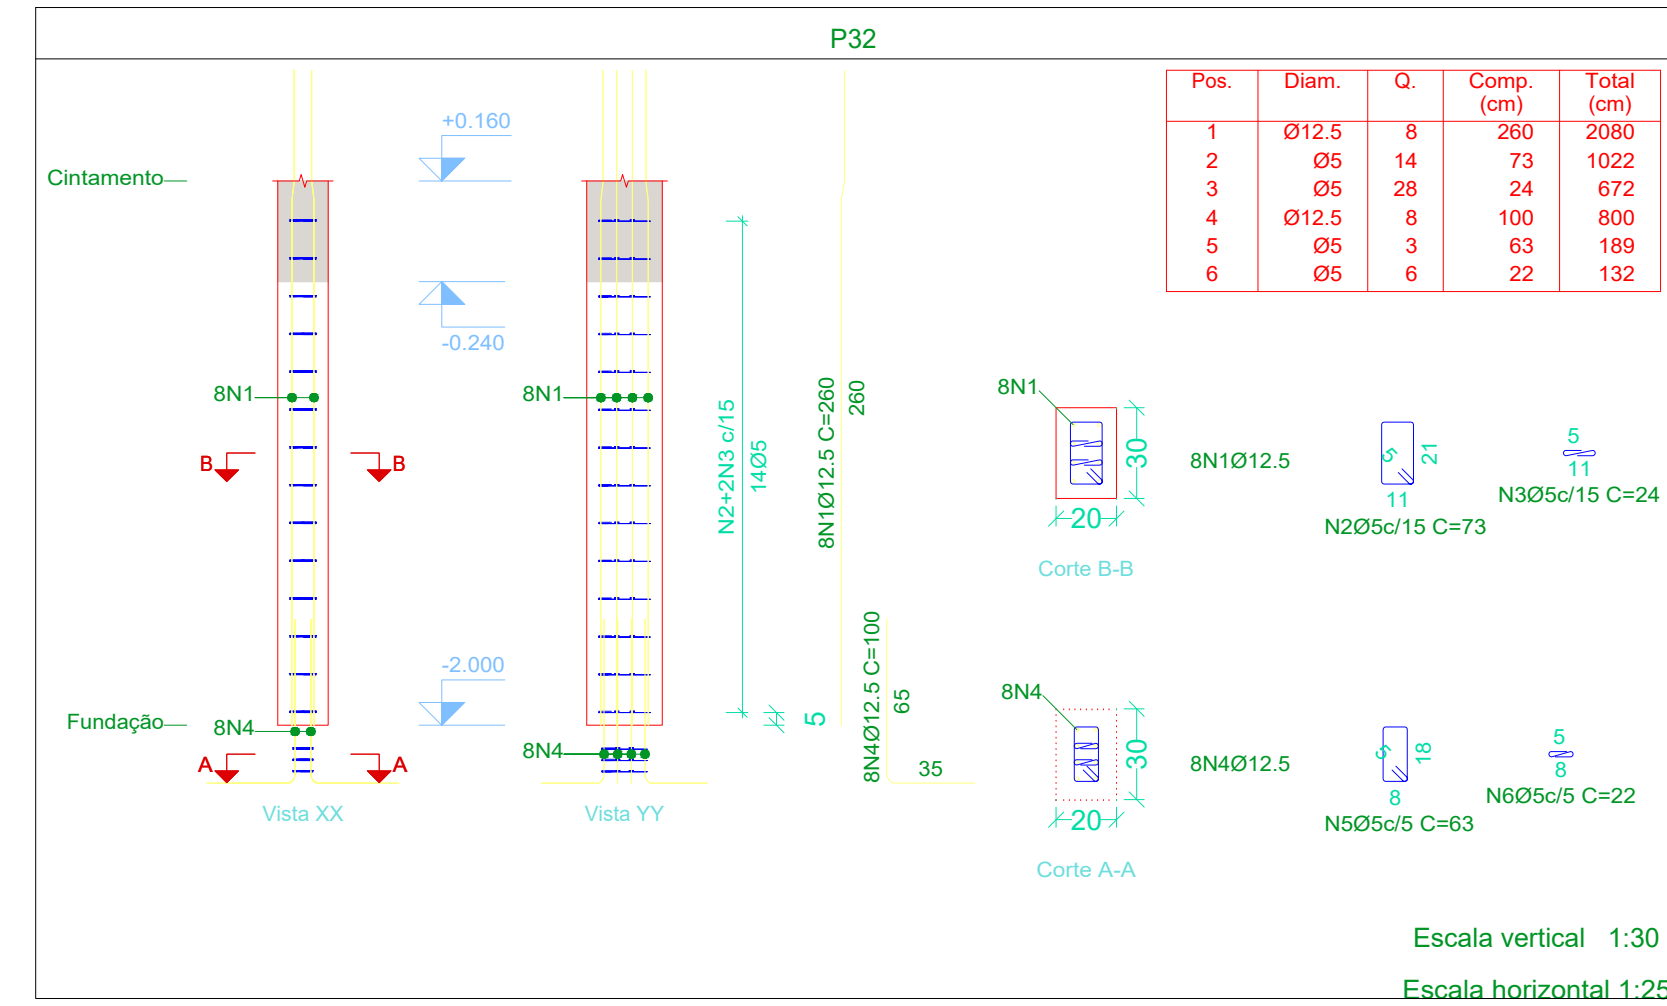 P32
Pos. Diam. Q. Comp. (cm) Total (cm)
1 Ø12.5 8 260 2080
2 Ø5 14 73 1022
3 Ø5 28 24 672
4 Ø12.5 8 100 800
5 Ø5 3 63 189
6 Ø5 6 22 132
+0.160
Cintamento
-0.240
8N1
8N1
B B
N2+2N3 c/15
14Ø5
8N1Ø12.5 C=260
260
8N1
30
20
8N1Ø12.5
Corte B-B
5
21
11
N2Ø5c/15 C=73
5
11
N3Ø5c/15 C=24
-2.000
Fundação
8N4
8N4
A A
5
8N4Ø12.5 C=100
65
35
Vista XX
Vista YY
8N4
30
20
8N4Ø12.5
Corte A-A
5
18
8
N5Ø5c/5 C=63
5
8
N6Ø5c/5 C=22
Escala vertical 1:30
Escala horizontal 1:25